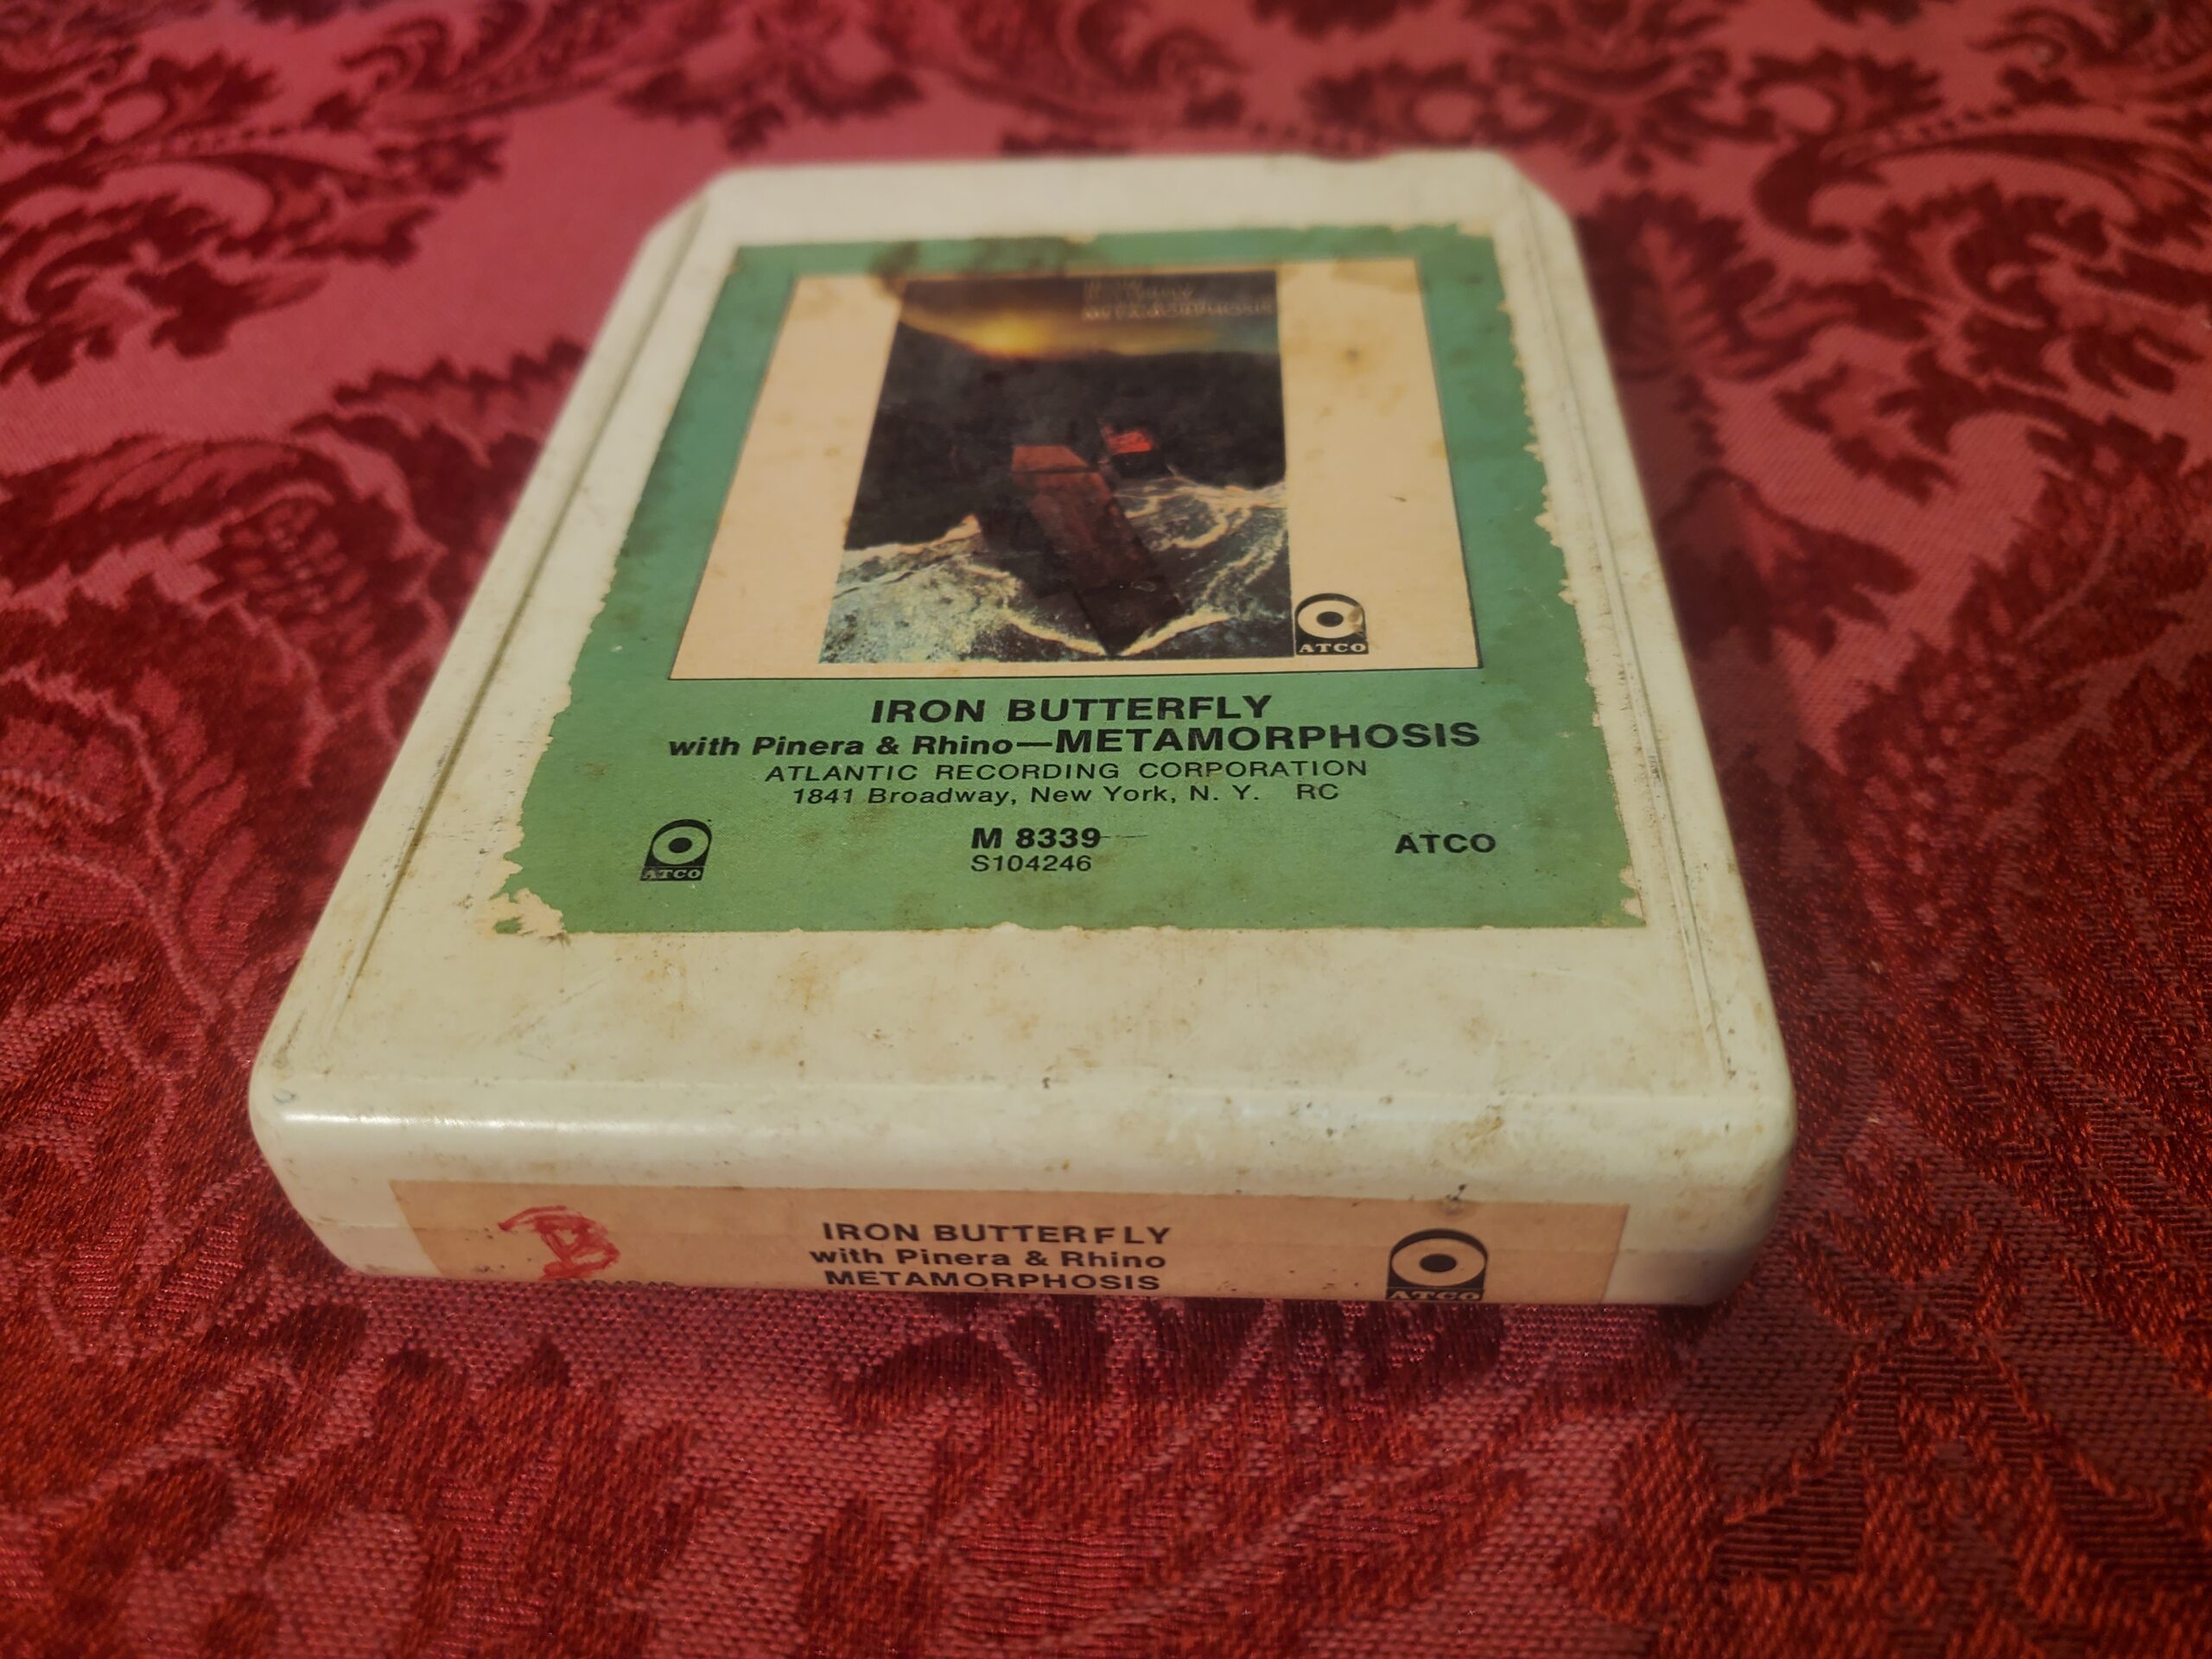 METAMORPHOSIS
ATCO
IRON BUTTERFLY
with Pinera & Rhino—METAMORPHOSIS
ATLANTIC RECORDING CORPORATION
1841 Broadway, New York, N. Y. RC
ATCO
M 8339
S104246
ATCO
B
IRON BUTTERFLY
with Pinera & Rhino
METAMORPHOSIS
ATCO